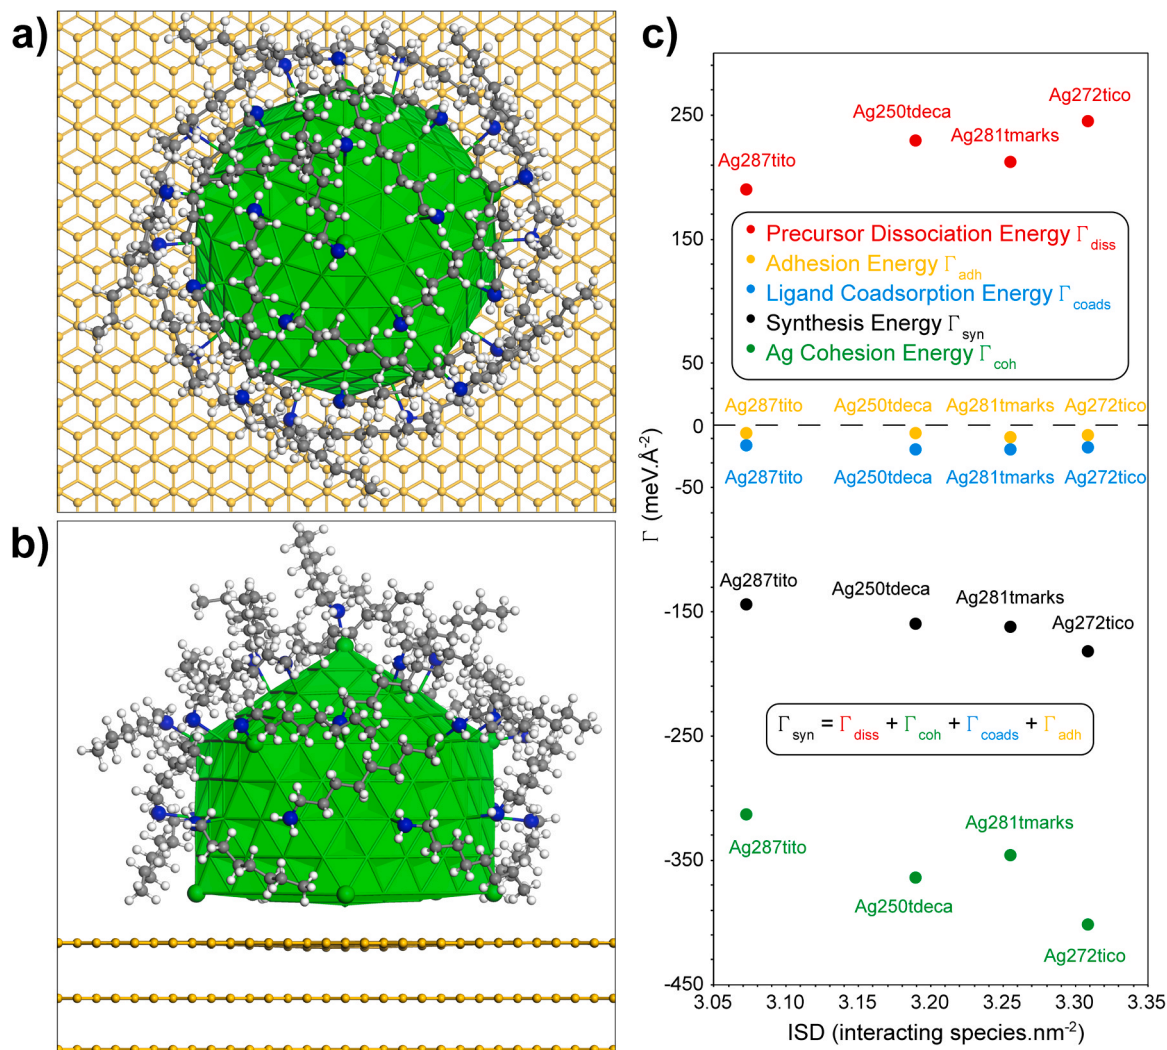 a)
b)
c)
250
150
50
0
-50
-150
-250
-350
-450
Γ (meV.Å⁻²)
Ag272tico
Ag250tdeca
Ag281tmarks
Ag287tito
Precursor Dissociation Energy Γdiss
Adhesion Energy Γadh
Ligand Coadsorption Energy Γcoads
Synthesis Energy Γsyn
Ag Cohesion Energy Γcoh
Ag287tito Ag250tdeca Ag281tmarks Ag272tico
Ag287tito Ag250tdeca Ag281tmarks Ag272tico
Ag287tito
Ag250tdeca
Ag281tmarks
Ag272tico
Γsyn = Γdiss + Γcoh + Γcoads + Γadh
Ag281tmarks
Ag287tito
Ag250tdeca
Ag272tico
3.05 3.10 3.15 3.20 3.25 3.30 3.35
ISD (interacting species.nm⁻²)